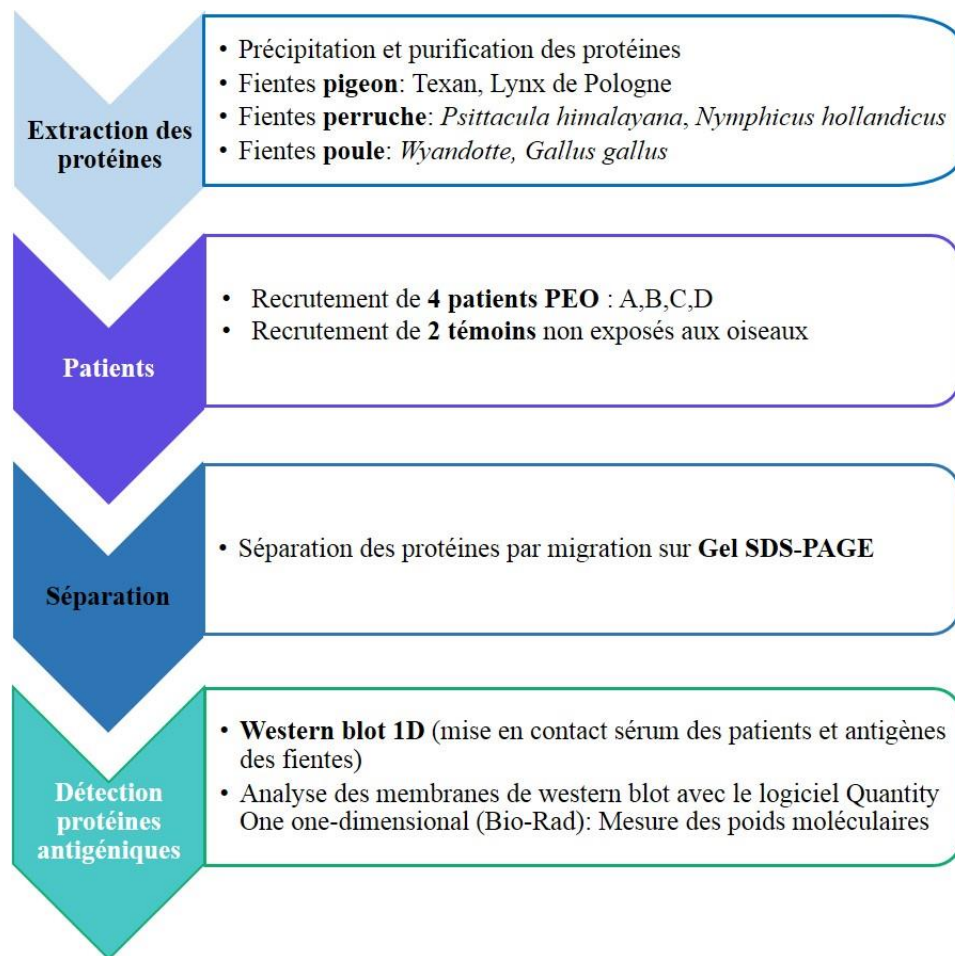 Extraction des
protéines
• Précipitation et purification des protéines
• Fientes pigeon: Texan, Lynx de Pologne
• Fientes perruche: Psittacula himalayana, Nymphicus hollandicus
• Fientes poule: Wyandotte, Gallus gallus
Patients
• Recrutement de 4 patients PEO : A,B,C,D
• Recrutement de 2 témoins non exposés aux oiseaux
Séparation
• Séparation des protéines par migration sur Gel SDS-PAGE
Détection
protéines
antigéniques
• Western blot 1D (mise en contact sérum des patients et antigènes
des fientes)
• Analyse des membranes de western blot avec le logiciel Quantity
One one-dimensional (Bio-Rad): Mesure des poids moléculaires